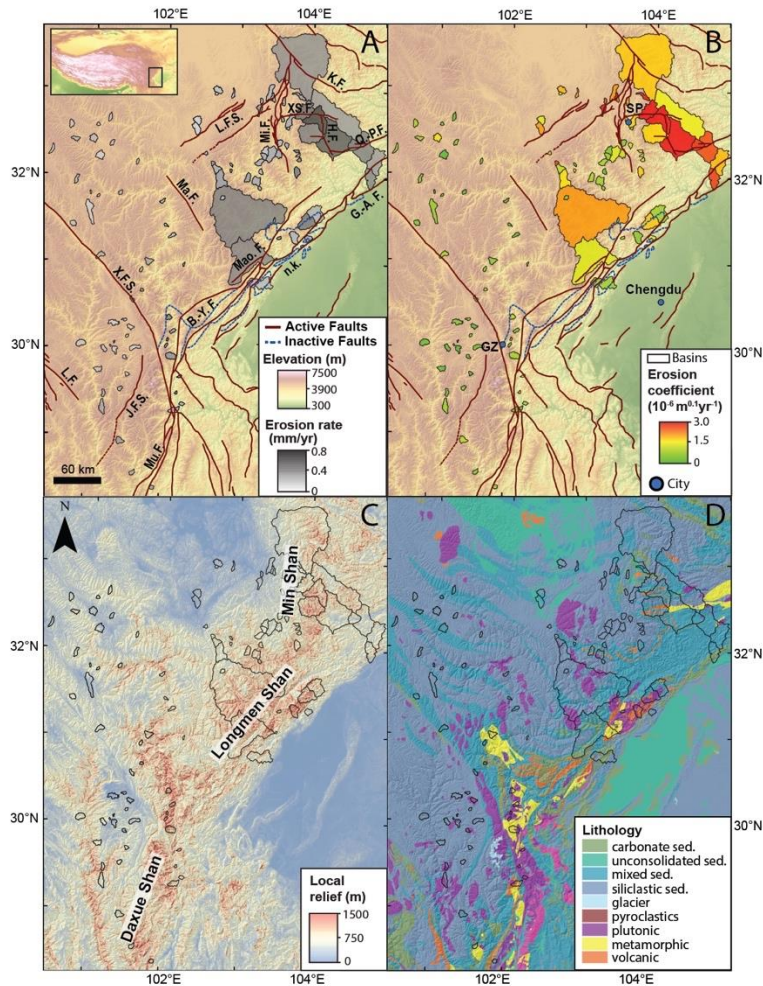 102°E
104°E
102°E
104°E
A
B
K.F.
XS F.
L.F.S.
Mi.F.
H.F.
Q.-P.F.
SP
32°N
32°N
Ma.F.
G.-A. F.
Mao. F.
n.k.
X.F.S.
B.-Y. F.
Chengdu
30°N
GZ
30°N
L.F.
J.F.S.
Mu.F.
60 km
Active Faults
Inactive Faults
Elevation (m)
7500
3900
300
Erosion rate
(mm/yr)
0.8
0.4
0
Basins
Erosion
coefficient
(10-6 m0.1yr-1)
3.0
1.5
0
City
N
C
D
Min Shan
32°N
32°N
Longmen Shan
30°N
30°N
Daxue Shan
Local
relief (m)
1500
750
0
Lithology
carbonate sed.
unconsolidated sed.
mixed sed.
siliclastic sed.
glacier
pyroclastics
plutonic
metamorphic
volcanic
102°E
104°E
102°E
104°E